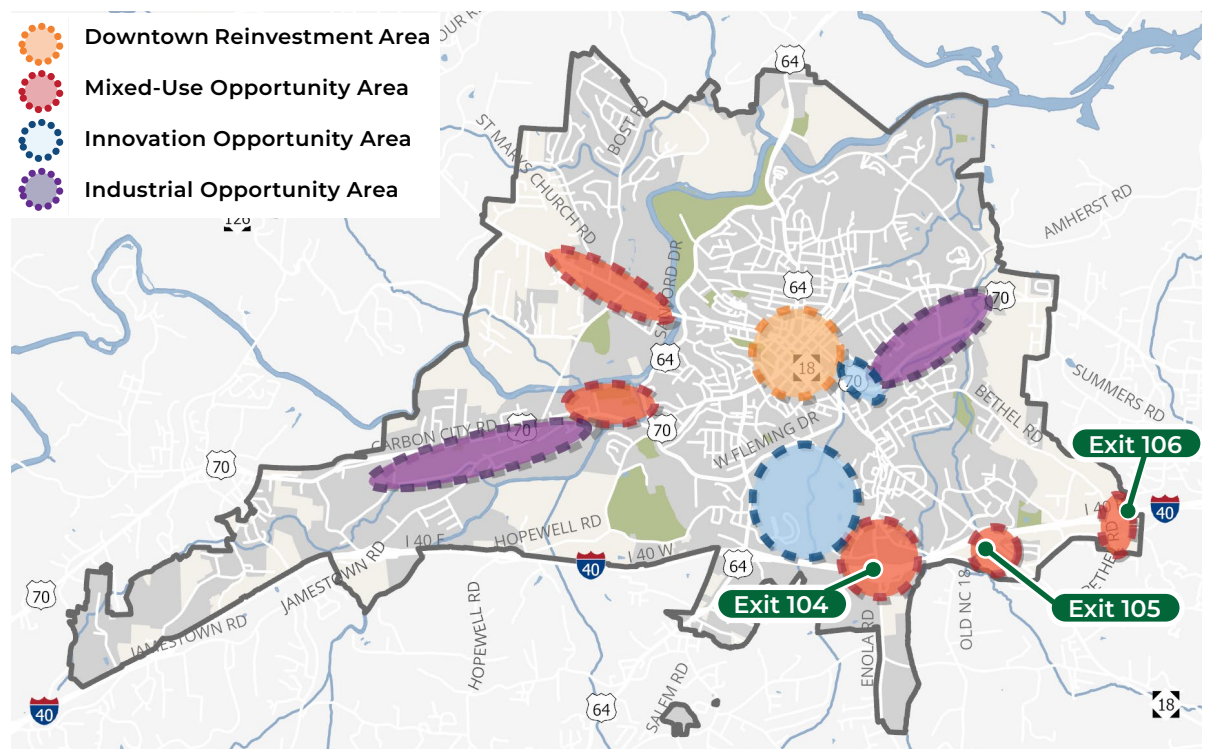 Downtown Reinvestment Area
Mixed-Use Opportunity Area
Innovation Opportunity Area
Industrial Opportunity Area
126
64
BOST RD
ST MARYS CHURCH RD
AMHERST RD
64
70
64
18
70
SUMMERS RD
BETHEL RD
CARBON CITY RD
70
70
W FLEMING DR
70
Exit 106
I 40
40
HOPEWELL RD
I 40 E
I 40 W
40
64
JAMESTOWN RD
70
Exit 104
Exit 105
JAMESTOWN RD
HOPEWELL RD
ENOLA RD
OLD NC 18
SALEM RD
64
40
18